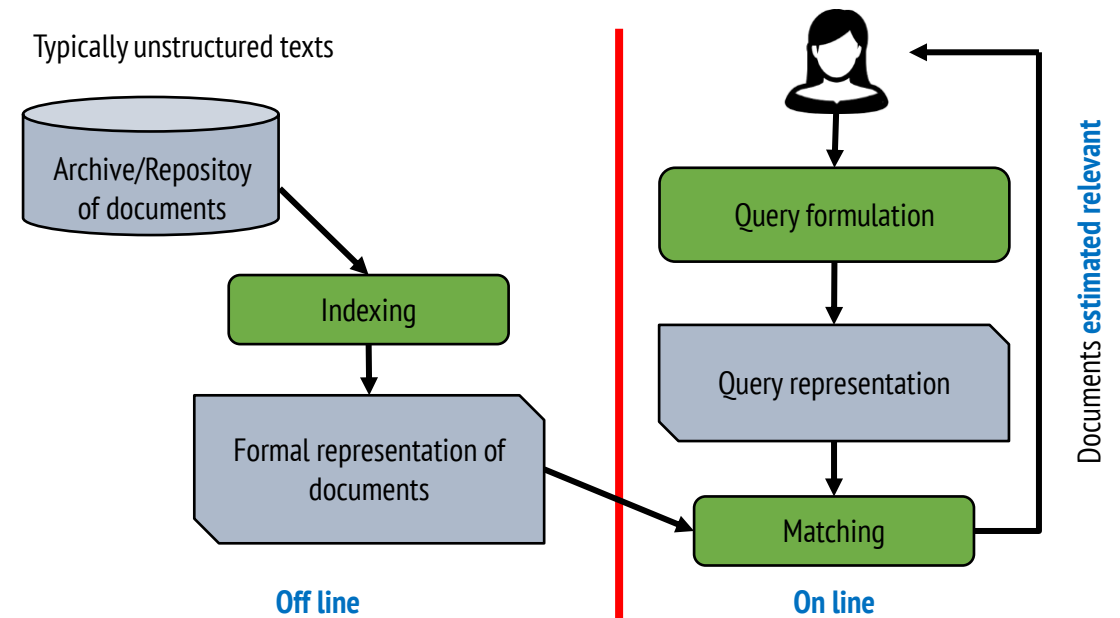 Typically unstructured texts
Archive/Repositoy
of documents
Indexing
Formal representation of
documents
Off line
Query formulation
Query representation
Matching
On line
Documents estimated relevant